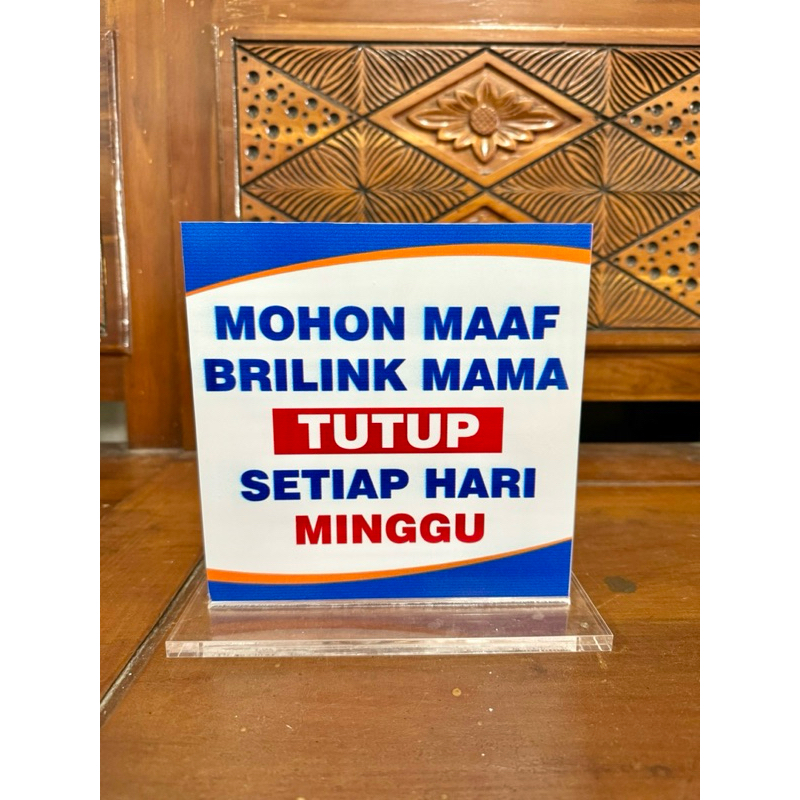 MOHON MAAF
BRILINK MAMA
TUTUP
SETIAP HARI
MINGGU